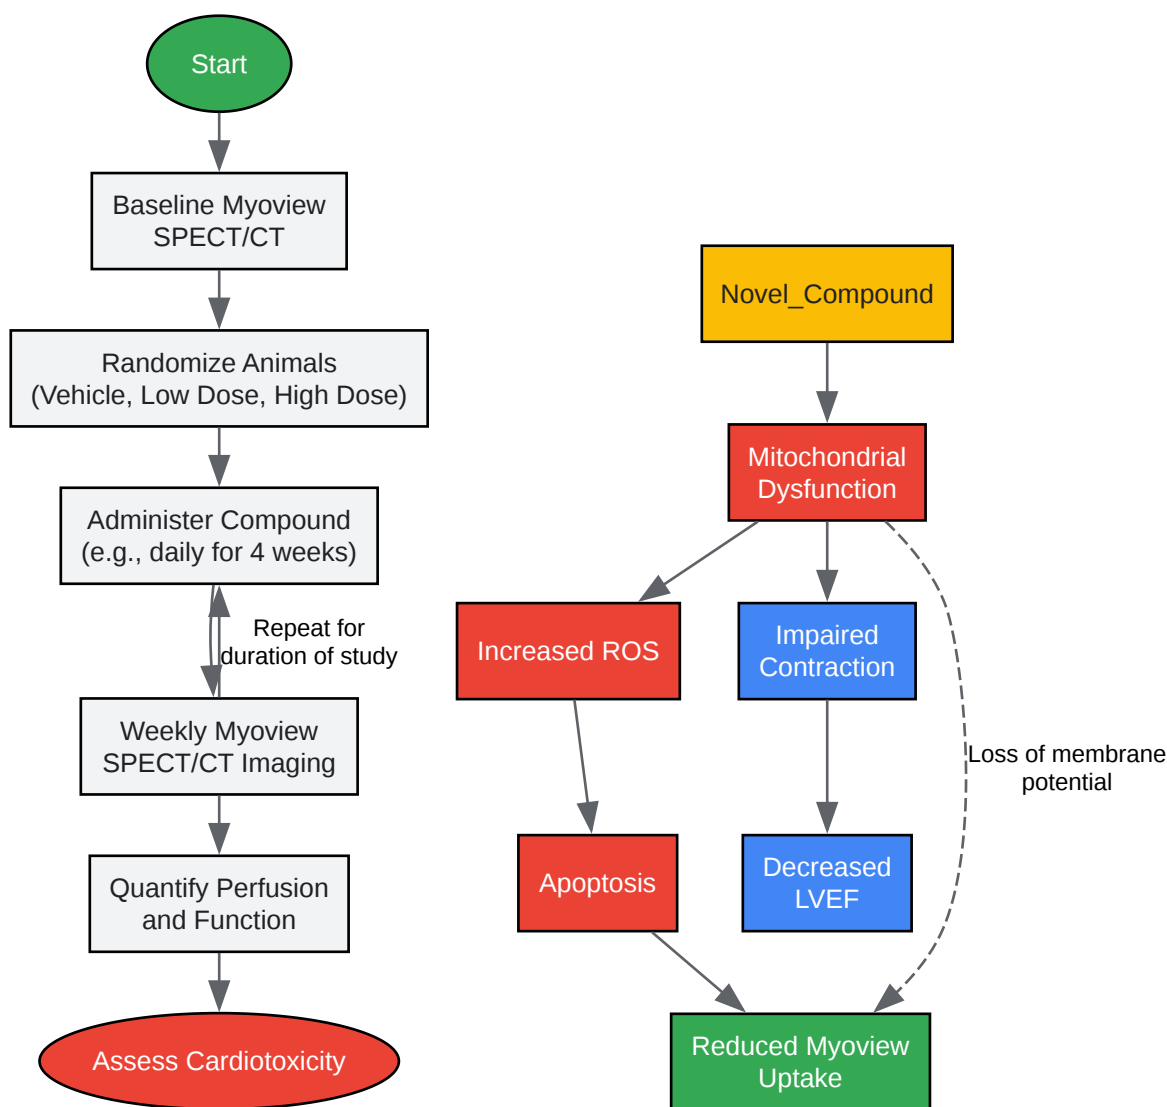 Start
Baseline Myoview
SPECT/CT
Randomize Animals
(Vehicle, Low Dose, High Dose)
Administer Compound
(e.g., daily for 4 weeks)
Repeat for
duration of study
Weekly Myoview
SPECT/CT Imaging
Quantify Perfusion
and Function
Assess Cardiotoxicity
Novel_Compound
Mitochondrial
Dysfunction
Increased ROS
Impaired
Contraction
Loss of membrane
potential
Apoptosis
Decreased
LVEF
Reduced Myoview
Uptake